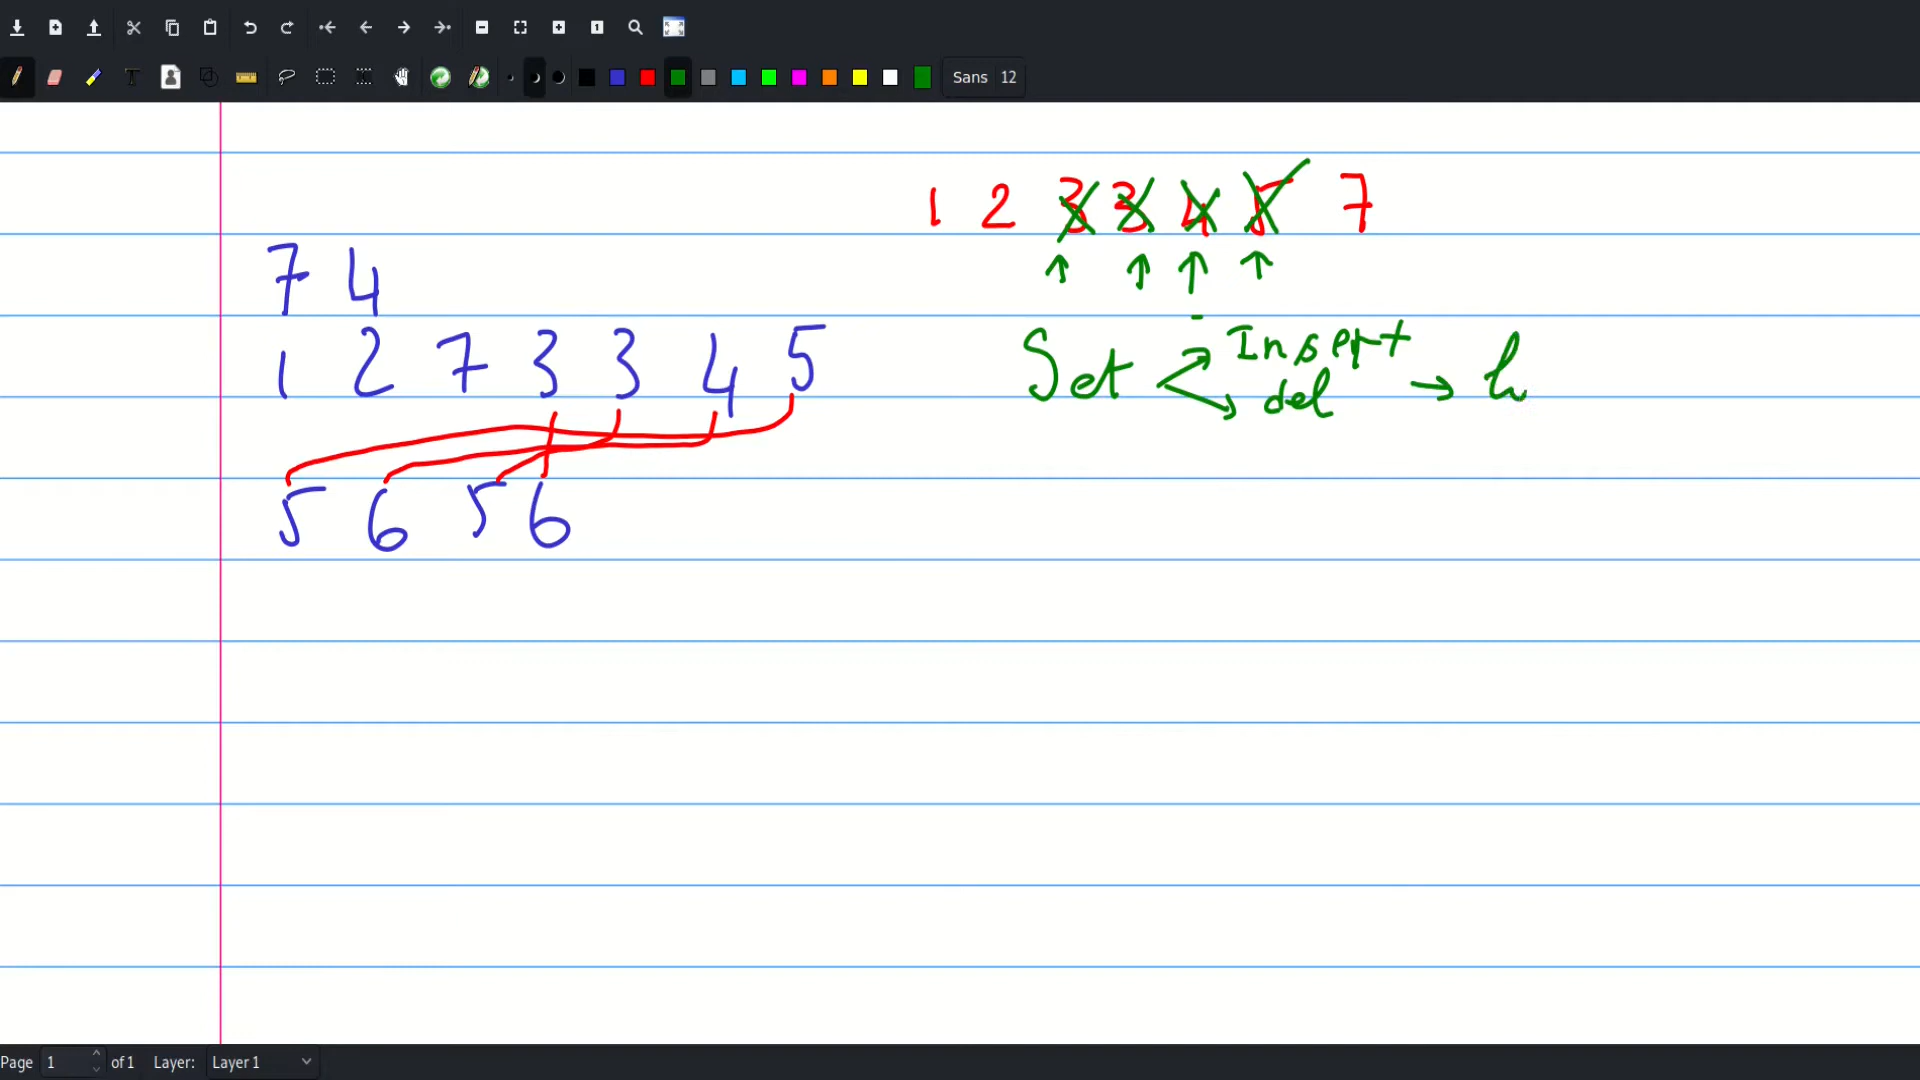 Sans 12
1 2 3 3 4 5 7
7 4
1 2 7 3 3 4 5
Set Insert
del → h
5 6 5 6
Page 1 of 1 Layer: Layer 1